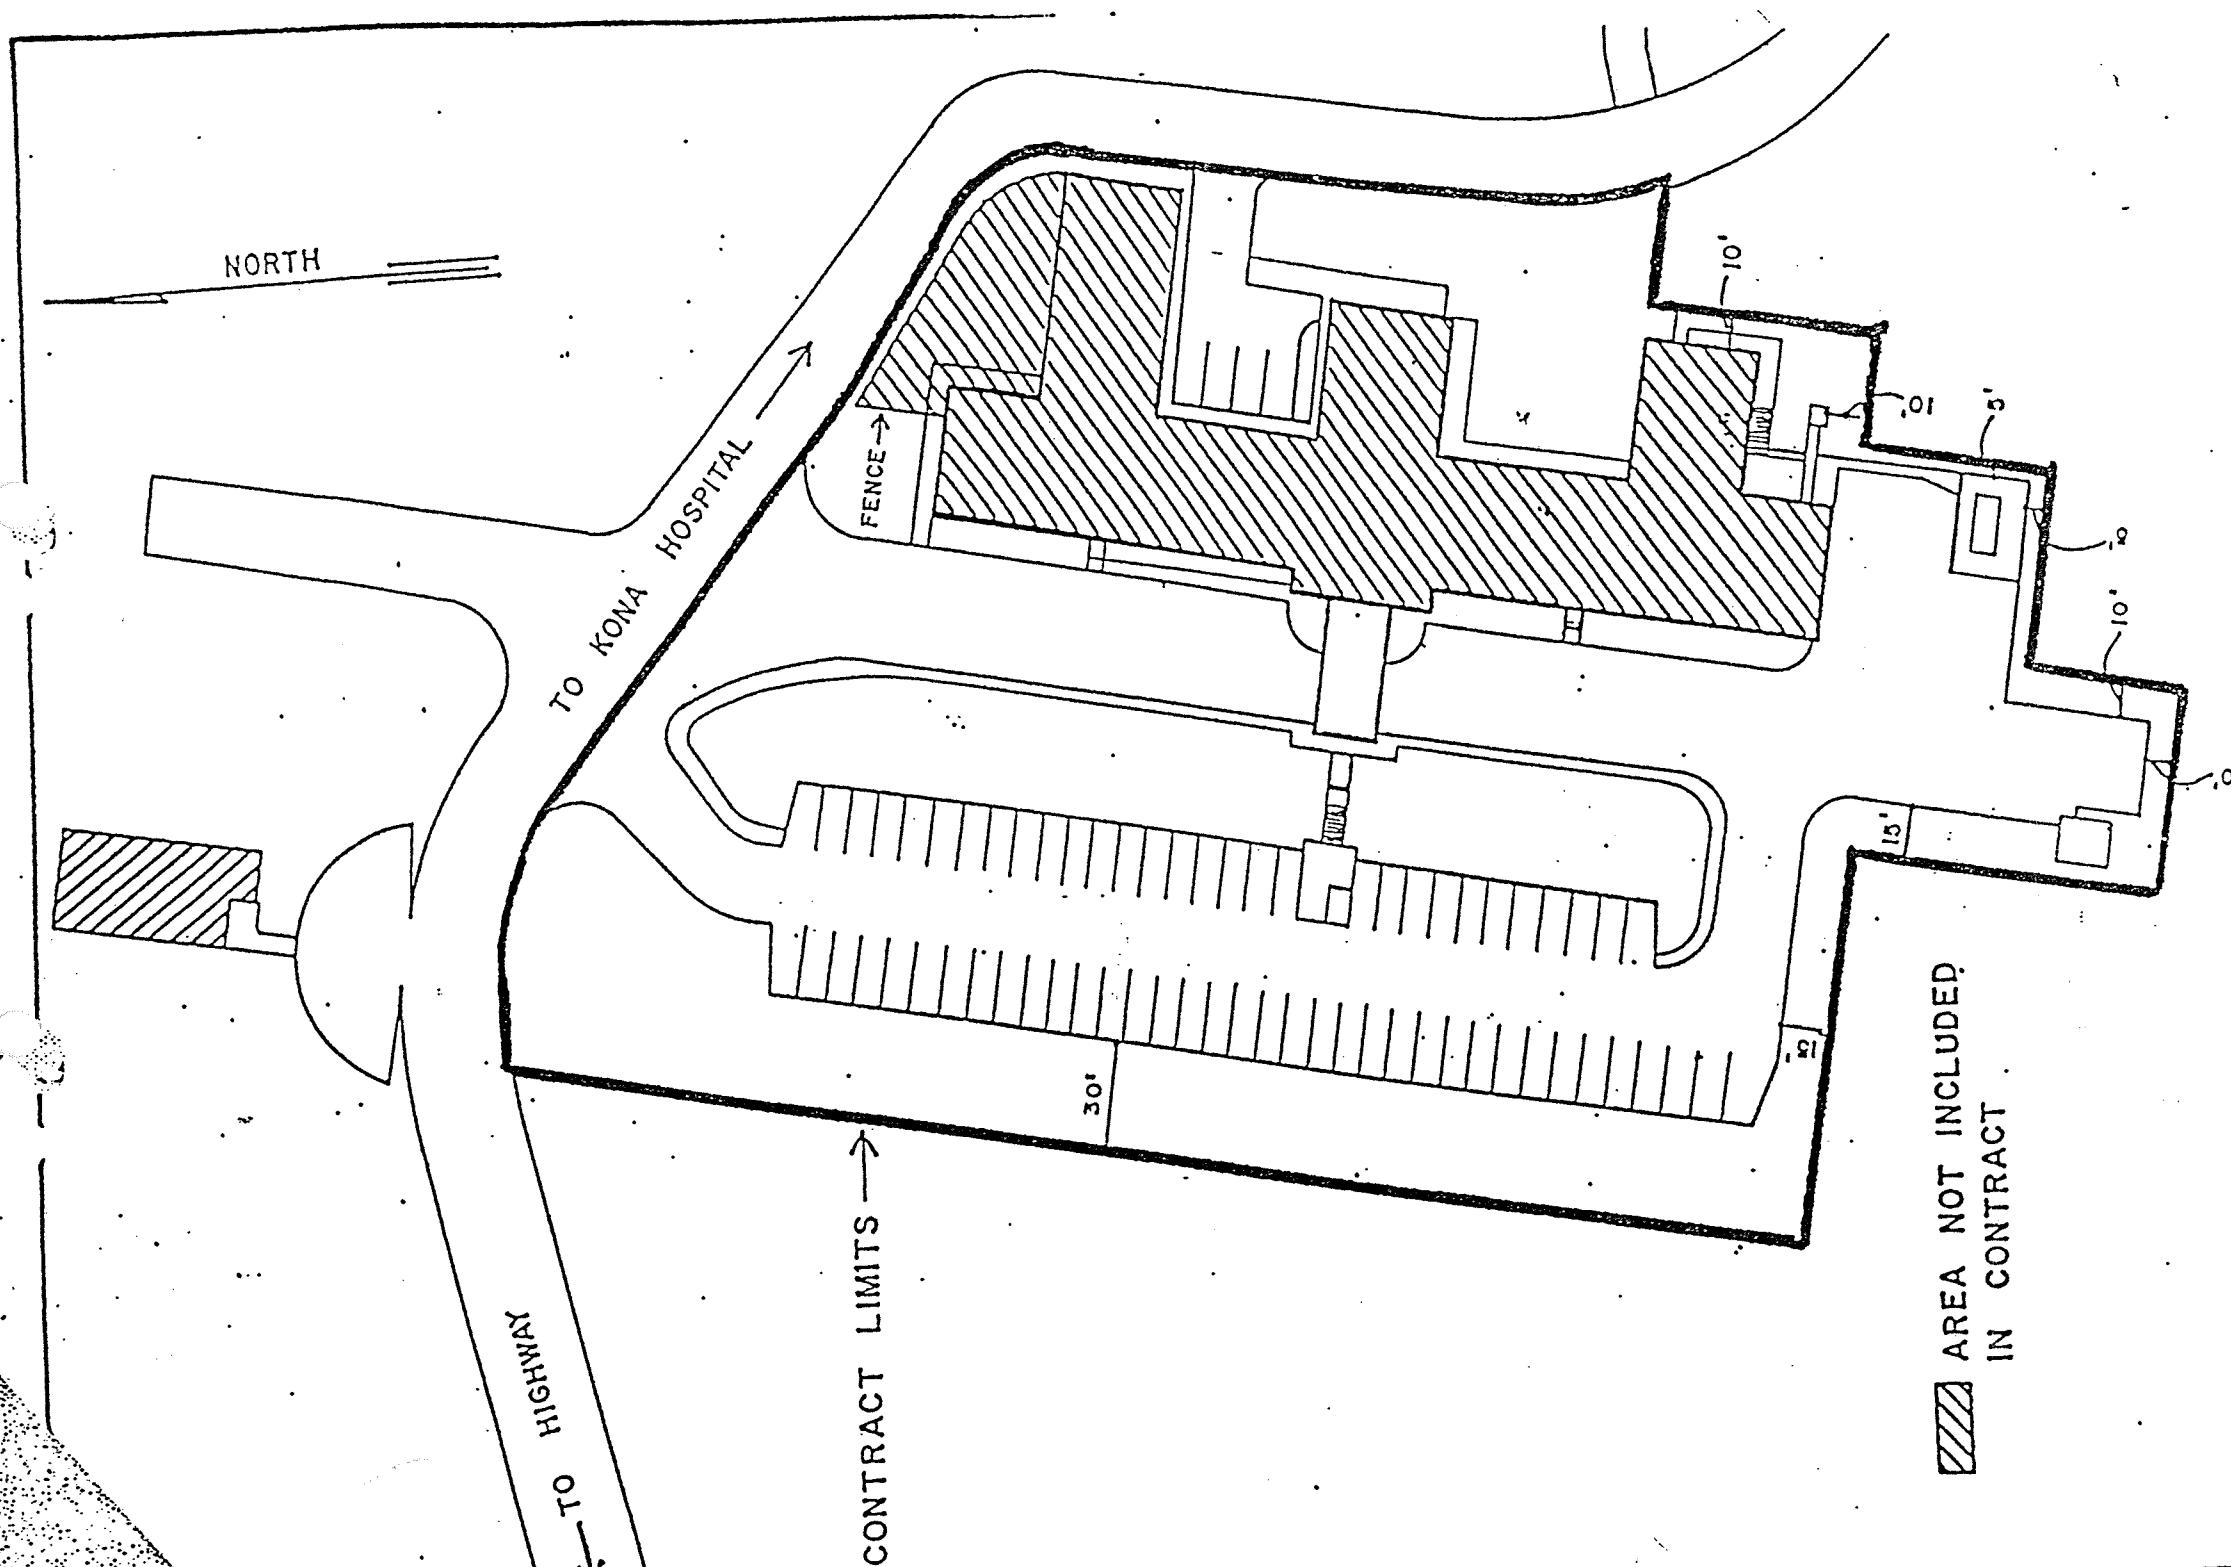 NORTH
TO KONA HOSPITAL
FENCE
10'
10'
5'
10'
15'
30'
TO HIGHWAY
CONTRACT LIMITS
AREA NOT INCLUDED
IN CONTRACT